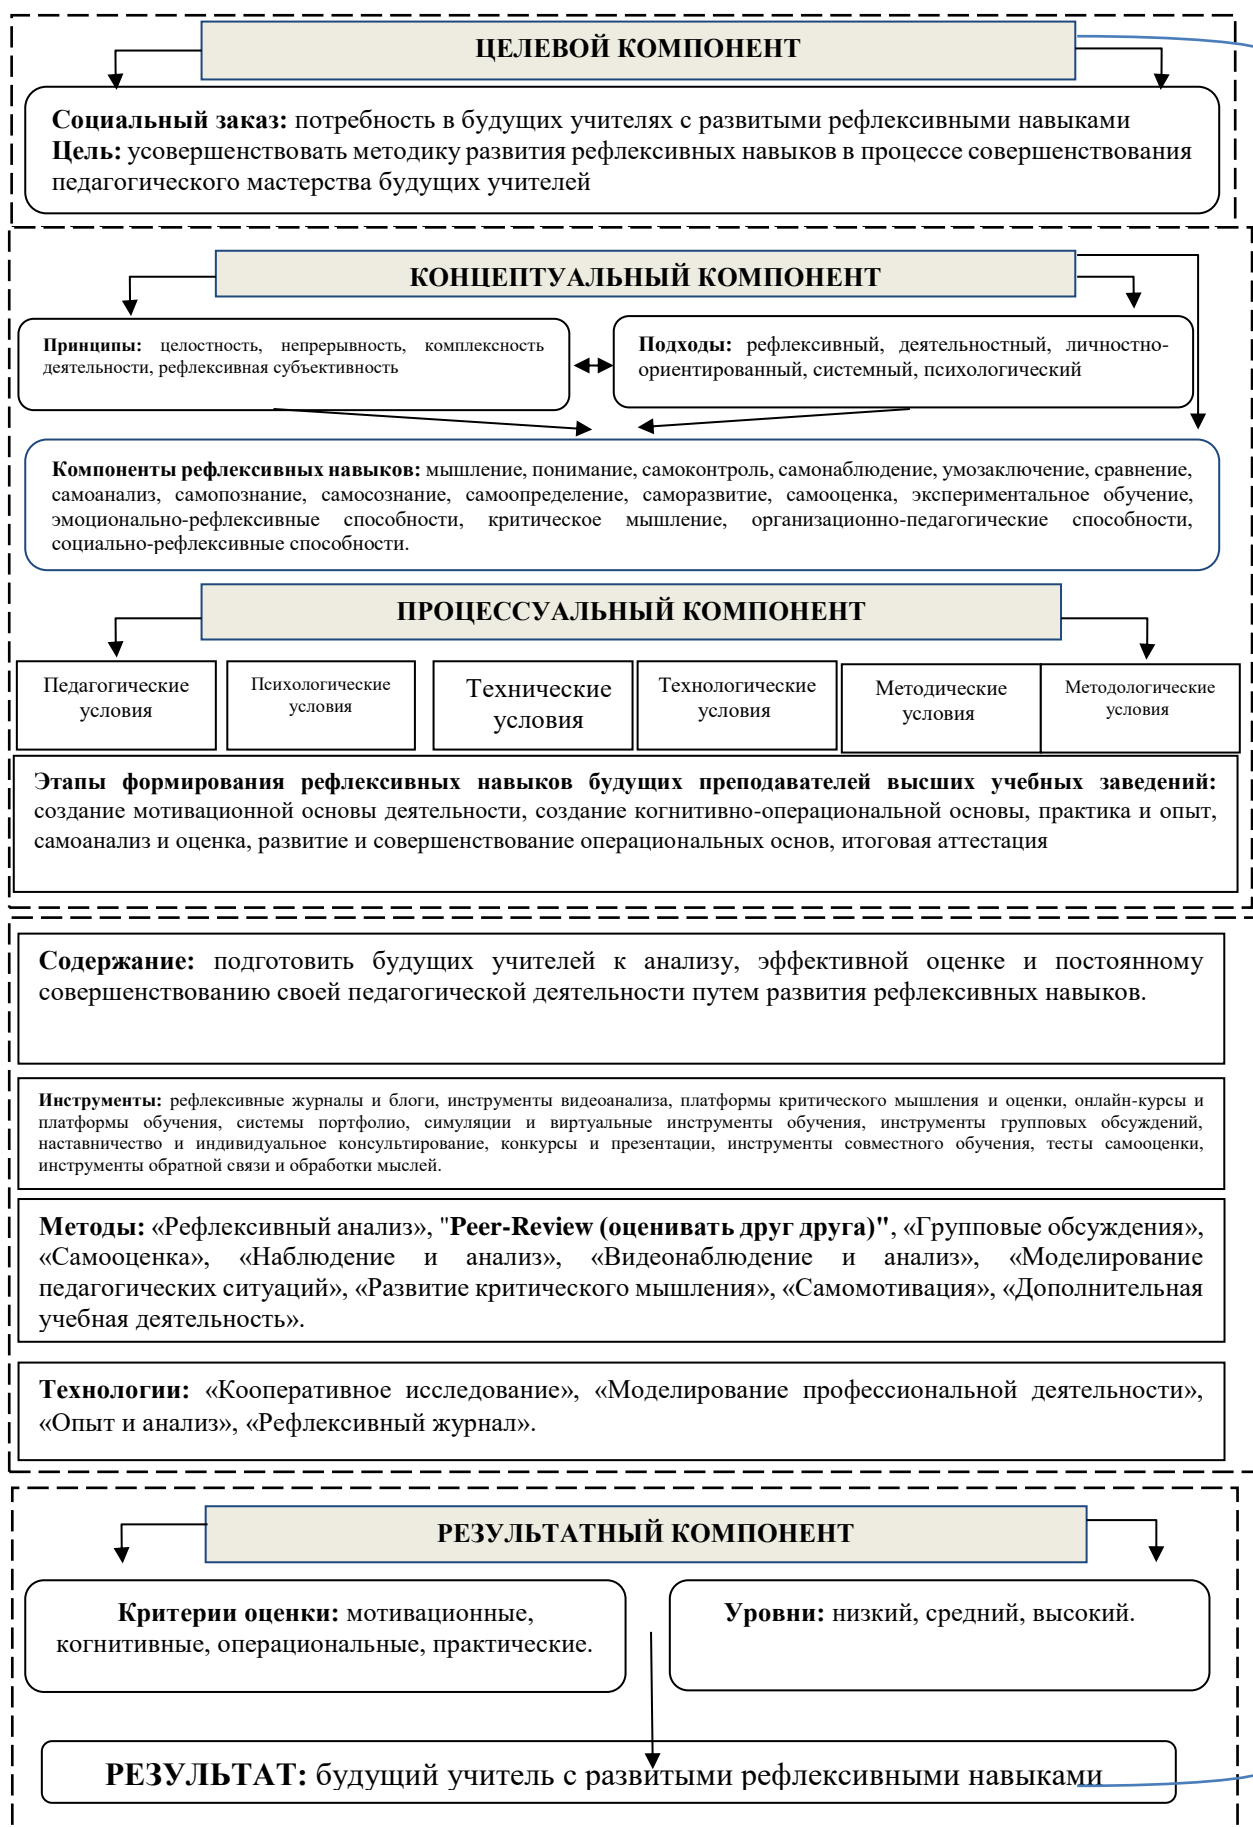 ЦЕЛЕВОЙ КОМПОНЕНТ
Социальный заказ: потребность в будущих учителях с развитыми рефлексивными навыками
Цель: усовершенствовать методику развития рефлексивных навыков в процессе совершенствования
педагогического мастерства будущих учителей
КОНЦЕПТУАЛЬНЫЙ КОМПОНЕНТ
Принципы: целостность, непрерывность, комплексность
деятельности, рефлексивная субъективность
Подходы: рефлексивный, деятельностный, личностно-
ориентированный, системный, психологический
Компоненты рефлексивных навыков: мышление, понимание, самоконтроль, самонаблюдение, умозаключение, сравнение,
самоанализ, самопознание, самосознание, самоопределение, саморазвитие, самооценка, экспериментальное обучение,
эмоционально-рефлексивные способности, критическое мышление, организационно-педагогические способности,
социально-рефлексивные способности.
ПРОЦЕССУАЛЬНЫЙ КОМПОНЕНТ
Педагогические
условия
Психологические
условия
Технические
условия
Технологические
условия
Методические
условия
Методологические
условия
Этапы формирования рефлексивных навыков будущих преподавателей высших учебных заведений:
создание мотивационной основы деятельности, создание когнитивно-операциональной основы, практика и опыт,
самоанализ и оценка, развитие и совершенствование операциональных основ, итоговая аттестация
Содержание: подготовить будущих учителей к анализу, эффективной оценке и постоянному
совершенствованию своей педагогической деятельности путем развития рефлексивных навыков.
Инструменты: рефлексивные журналы и блоги, инструменты видеоанализа, платформы критического мышления и оценки, онлайн-курсы и
платформы обучения, системы портфолио, симуляции и виртуальные инструменты обучения, инструменты групповых обсуждений,
наставничество и индивидуальное консультирование, конкурсы и презентации, инструменты совместного обучения, тесты самооценки,
инструменты обратной связи и обработки мыслей.
Методы: «Рефлексивный анализ», "Peer-Review (оценивать друг друга)", «Групповые обсуждения»,
«Самооценка», «Наблюдение и анализ», «Видеонаблюдение и анализ», «Моделирование
педагогических ситуаций», «Развитие критического мышления», «Самомотивация», «Дополнительная
учебная деятельность».
Технологии: «Кооперативное исследование», «Моделирование профессиональной деятельности»,
«Опыт и анализ», «Рефлексивный журнал».
РЕЗУЛЬТАТНЫЙ КОМПОНЕНТ
Критерии оценки: мотивационные,
когнитивные, операциональные, практические.
Уровни: низкий, средний, высокий.
РЕЗУЛЬТАТ: будущий учитель с развитыми рефлексивными навыками